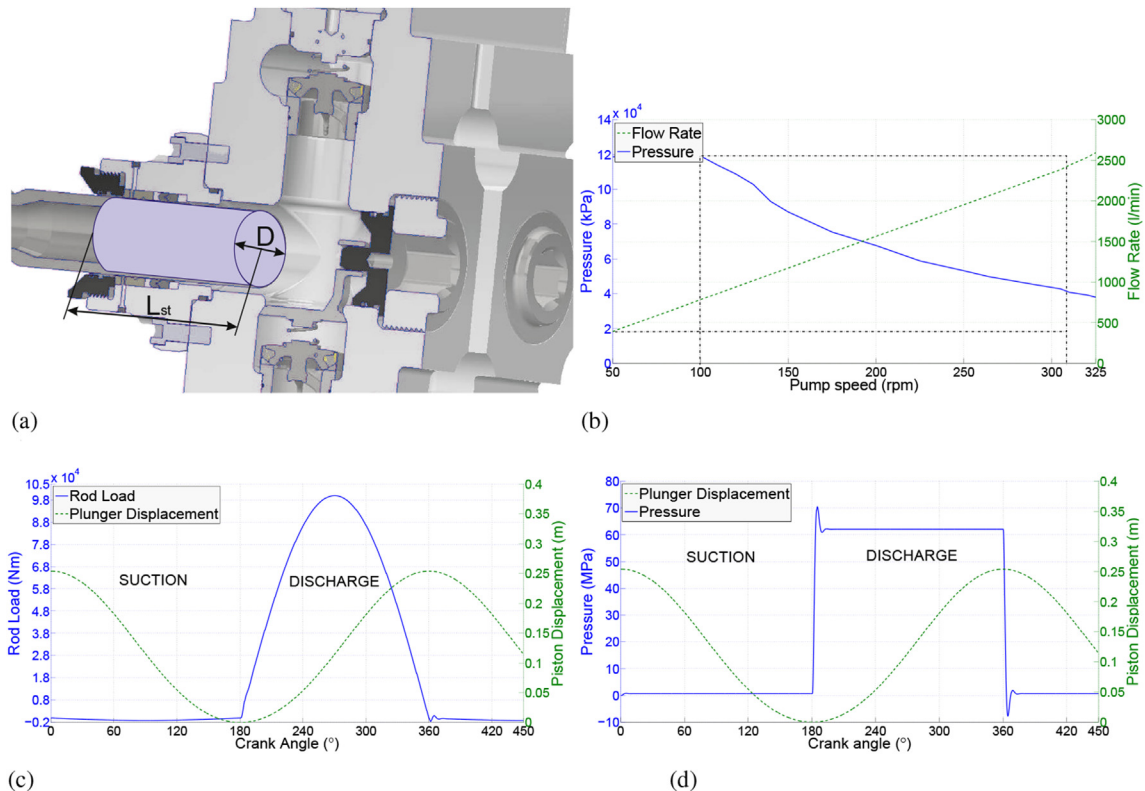 D
Lst
(a)
14 x 10⁴
12
10
8
6
4
2
0
Pressure (kPa)
Flow Rate
Pressure
3000
2500
2000
1500
1000
500
0
Flow Rate (l/min)
50 100 150 200 250 300 325
Pump speed (rpm)
(b)
10.5 x 10⁴
9.8
8.8
7.8
6.8
5.8
4.8
3.8
2.8
1.8
0.8
−0.2
Rod Load (Nm)
Rod Load
Plunger Displacement
SUCTION
DISCHARGE
0.4
0.35
0.3
0.25
0.2
0.15
0.1
0.05
0
Piston Displacement (m)
0 60 120 180 240 300 360 450
Crank Angle (°)
(c)
80
70
60
50
40
30
20
10
0
−10
Pressure (MPa)
Plunger Displacement
Pressure
SUCTION
DISCHARGE
0.4
0.35
0.3
0.25
0.2
0.15
0.1
0.05
0
Piston Displacement (m)
0 60 120 180 240 300 360 450
Crank angle (°)
(d)